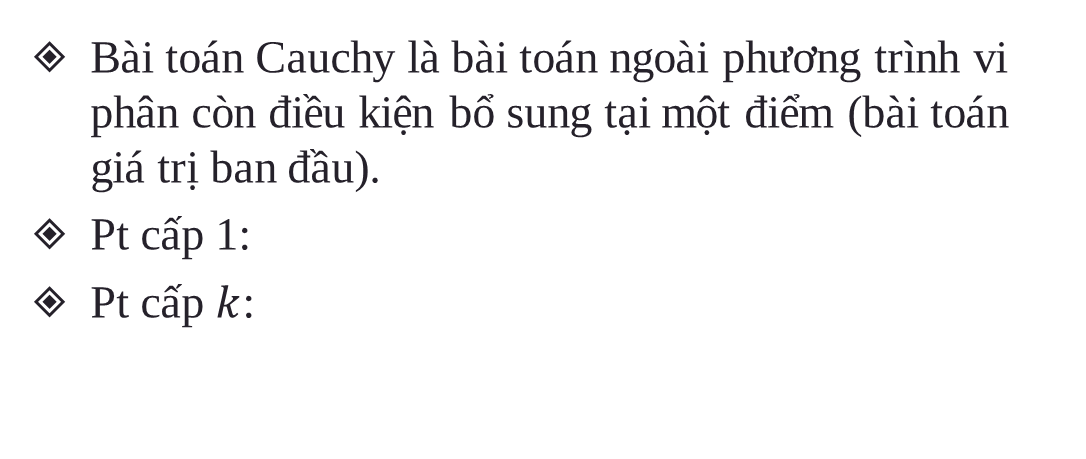 Bài toán Cauchy là bài toán ngoài phương trình vi
phân còn điều kiện bổ sung tại một điểm (bài toán
giá trị ban đầu).
Pt cấp 1:
Pt cấp k: